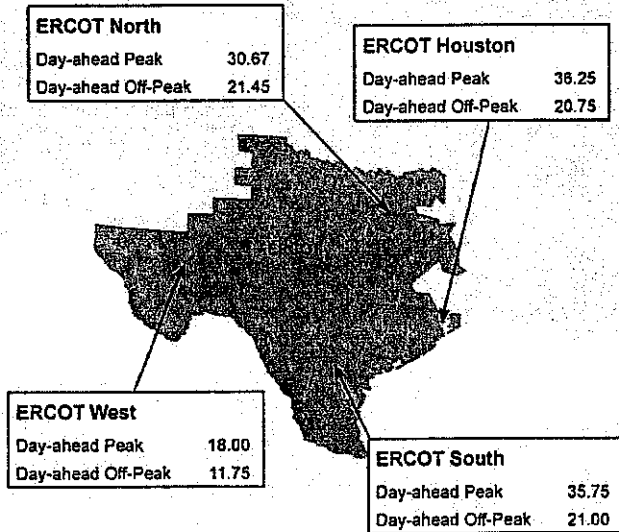 ERCOT North
Day-ahead Peak 30.67
Day-ahead Off-Peak 21.45
ERCOT Houston
Day-ahead Peak 36.25
Day-ahead Off-Peak 20.75
ERCOT West
Day-ahead Peak 18.00
Day-ahead Off-Peak 11.75
ERCOT South
Day-ahead Peak 35.75
Day-ahead Off-Peak 21.00